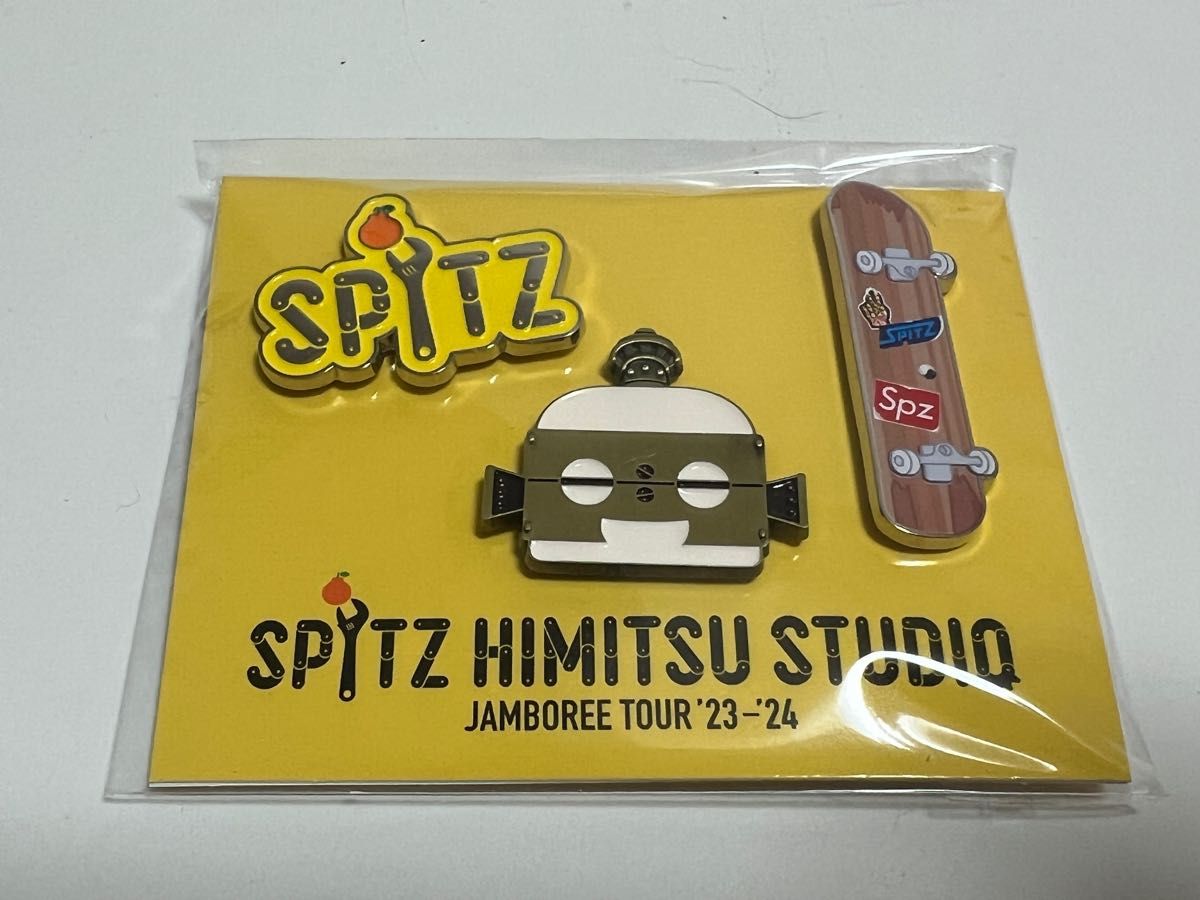 SPITZ
SPITZ
Spz
SPITZ HIMITSU STUDIO
JAMBOREE TOUR '23–'24